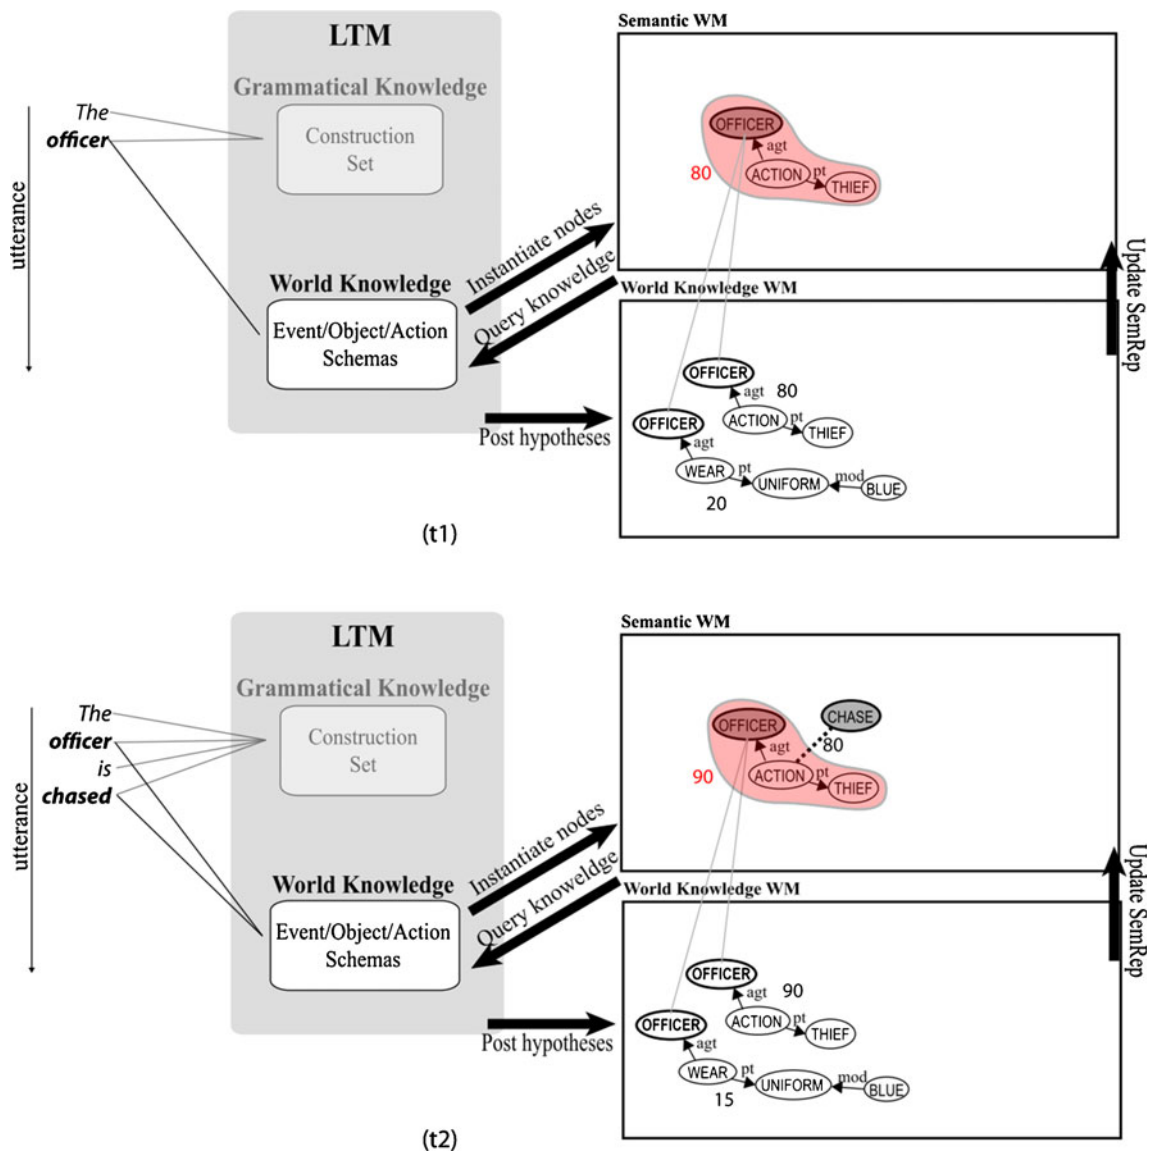 LTM
Grammatical Knowledge
Construction
Set
utterance
The
officer
World Knowledge
Event/Object/Action
Schemas
Instantiate nodes
Query knoweldge
Post hypotheses
Semantic WM
OFFICER
agt
ACTION
pt
THIEF
80
World Knowledge WM
OFFICER
agt
80
ACTION
pt
THIEF
OFFICER
agt
WEAR
pt
UNIFORM
mod
BLUE
20
Update SemRep
(t1)
LTM
Grammatical Knowledge
Construction
Set
utterance
The
officer
is
chased
World Knowledge
Event/Object/Action
Schemas
Instantiate nodes
Query knoweldge
Post hypotheses
Semantic WM
OFFICER
CHASE
agt
80
ACTION
pt
THIEF
90
World Knowledge WM
OFFICER
agt
90
ACTION
pt
THIEF
OFFICER
agt
WEAR
pt
UNIFORM
mod
BLUE
15
Update SemRep
(t2)